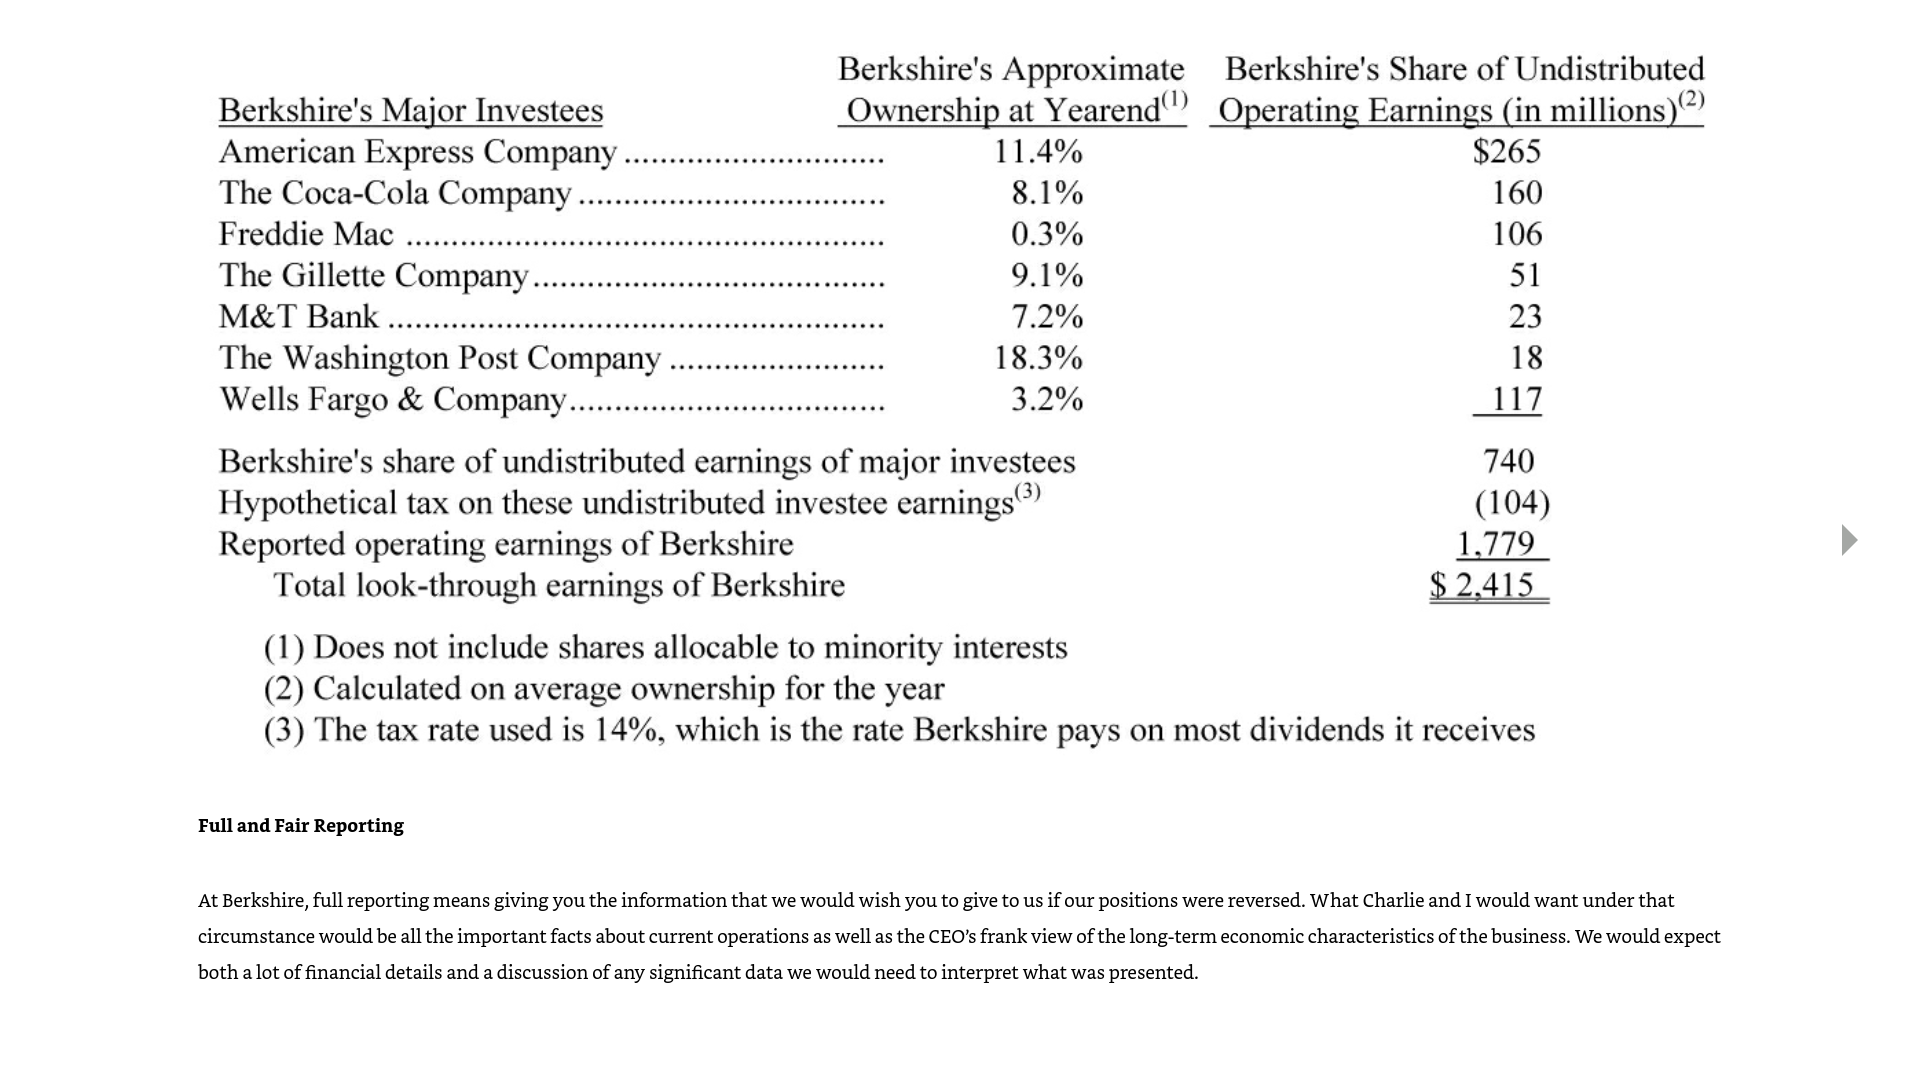 Berkshire's Approximate Berkshire's Share of Undistributed
Berkshire's Major Investees Ownership at Yearend(1) Operating Earnings (in millions)(2)
American Express Company ............................ 11.4% $265
The Coca-Cola Company ................................. 8.1% 160
Freddie Mac ................................................... 0.3% 106
The Gillette Company...................................... 9.1% 51
M&T Bank ..................................................... 7.2% 23
The Washington Post Company ....................... 18.3% 18
Wells Fargo & Company.................................. 3.2% 117
Berkshire's share of undistributed earnings of major investees 740
Hypothetical tax on these undistributed investee earnings(3) (104)
Reported operating earnings of Berkshire 1,779
Total look-through earnings of Berkshire $ 2,415
(1) Does not include shares allocable to minority interests
(2) Calculated on average ownership for the year
(3) The tax rate used is 14%, which is the rate Berkshire pays on most dividends it receives
Full and Fair Reporting
At Berkshire, full reporting means giving you the information that we would wish you to give to us if our positions were reversed. What Charlie and I would want under that
circumstance would be all the important facts about current operations as well as the CEO’s frank view of the long-term economic characteristics of the business. We would expect
both a lot of financial details and a discussion of any significant data we would need to interpret what was presented.